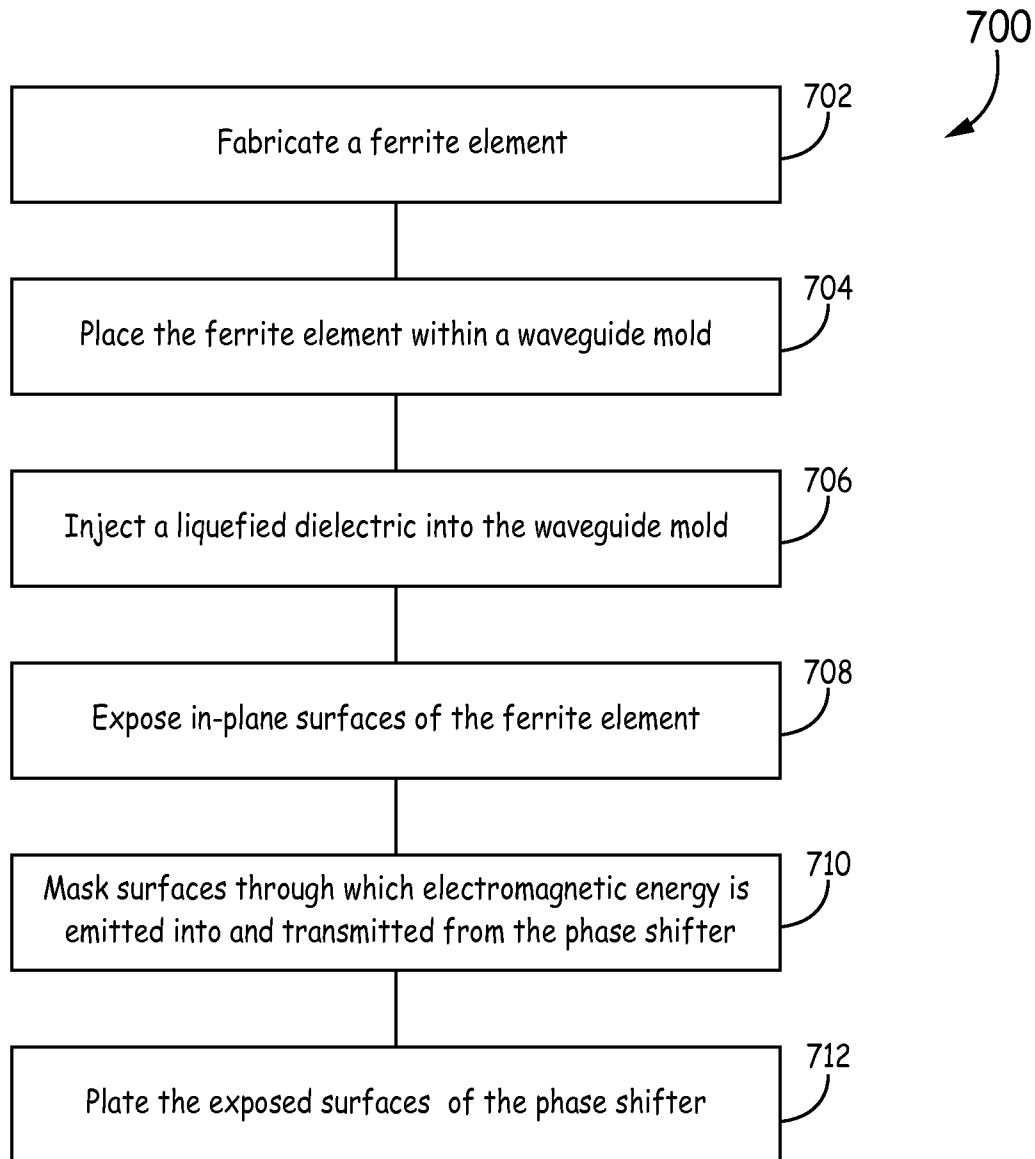 700
702
Fabricate a ferrite element
704
Place the ferrite element within a waveguide mold
706
Inject a liquefied dielectric into the waveguide mold
708
Expose in-plane surfaces of the ferrite element
710
Mask surfaces through which electromagnetic energy is
emitted into and transmitted from the phase shifter
712
Plate the exposed surfaces of the phase shifter